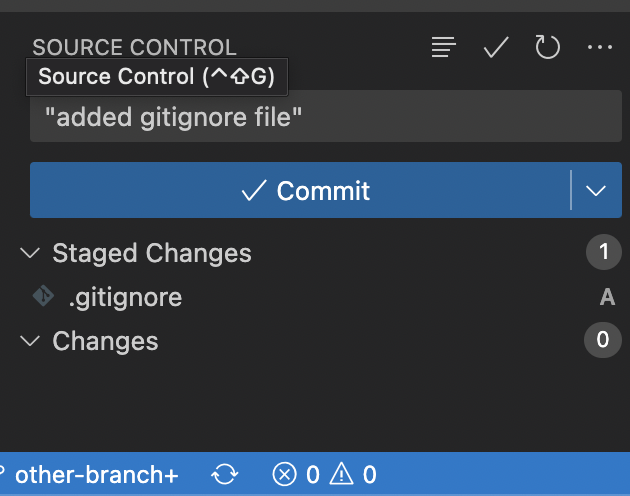 SOURCE CONTROL
Source Control (^⇧G)
"added gitignore file"
Commit
Staged Changes 1
.gitignore A
Changes 0
other-branch+ 0 0